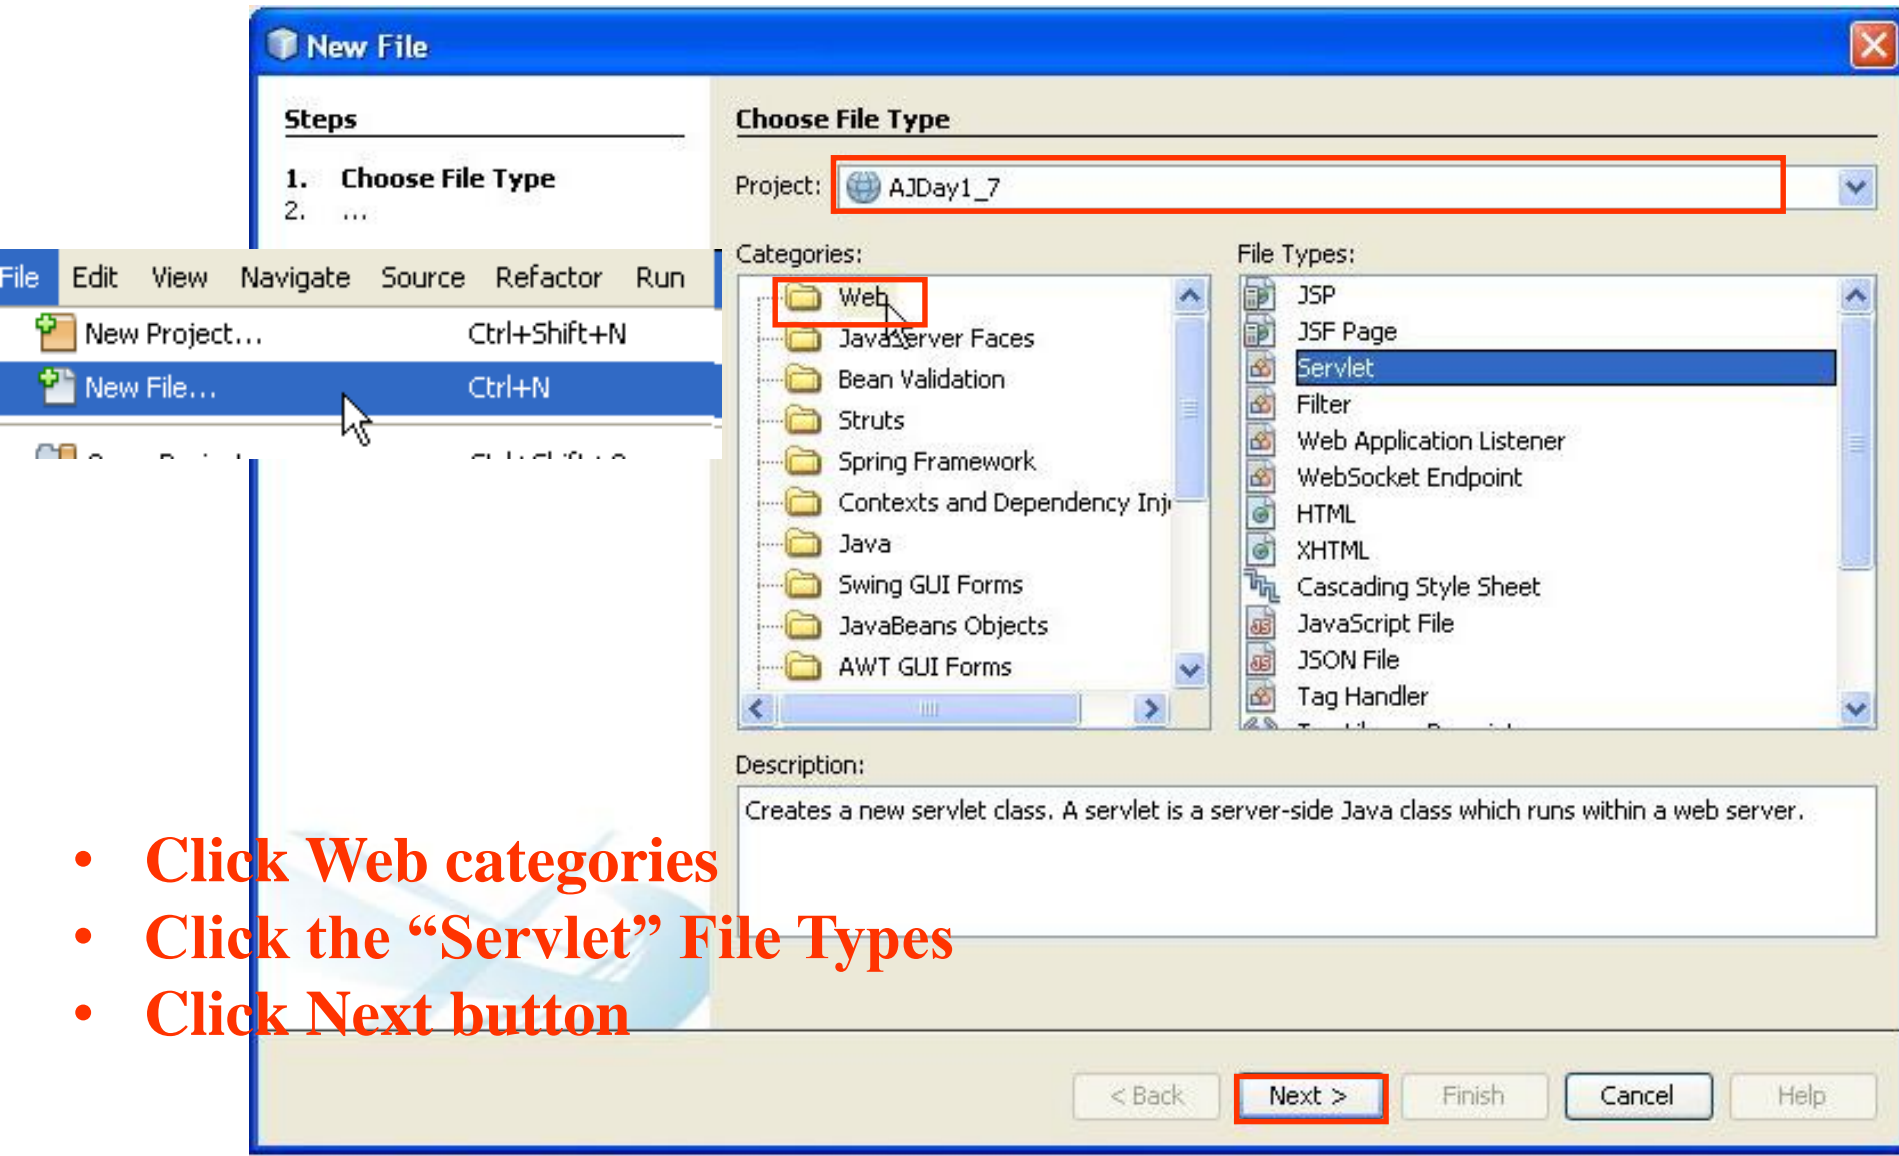 New File
Steps
1. Choose File Type
2. ...
Choose File Type
Project: AJDay1_7
File Edit View Navigate Source Refactor Run
New Project... Ctrl+Shift+N
New File... Ctrl+N
Categories:
Web
JavaServer Faces
Bean Validation
Struts
Spring Framework
Contexts and Dependency Inj
Java
Swing GUI Forms
JavaBeans Objects
AWT GUI Forms
File Types:
JSP
JSF Page
Servlet
Filter
Web Application Listener
WebSocket Endpoint
HTML
XHTML
Cascading Style Sheet
JavaScript File
JSON File
Tag Handler
Description:
Creates a new servlet class. A servlet is a server-side Java class which runs within a web server.
• Click Web categories
• Click the “Servlet” File Types
• Click Next button
< Back Next > Finish Cancel Help